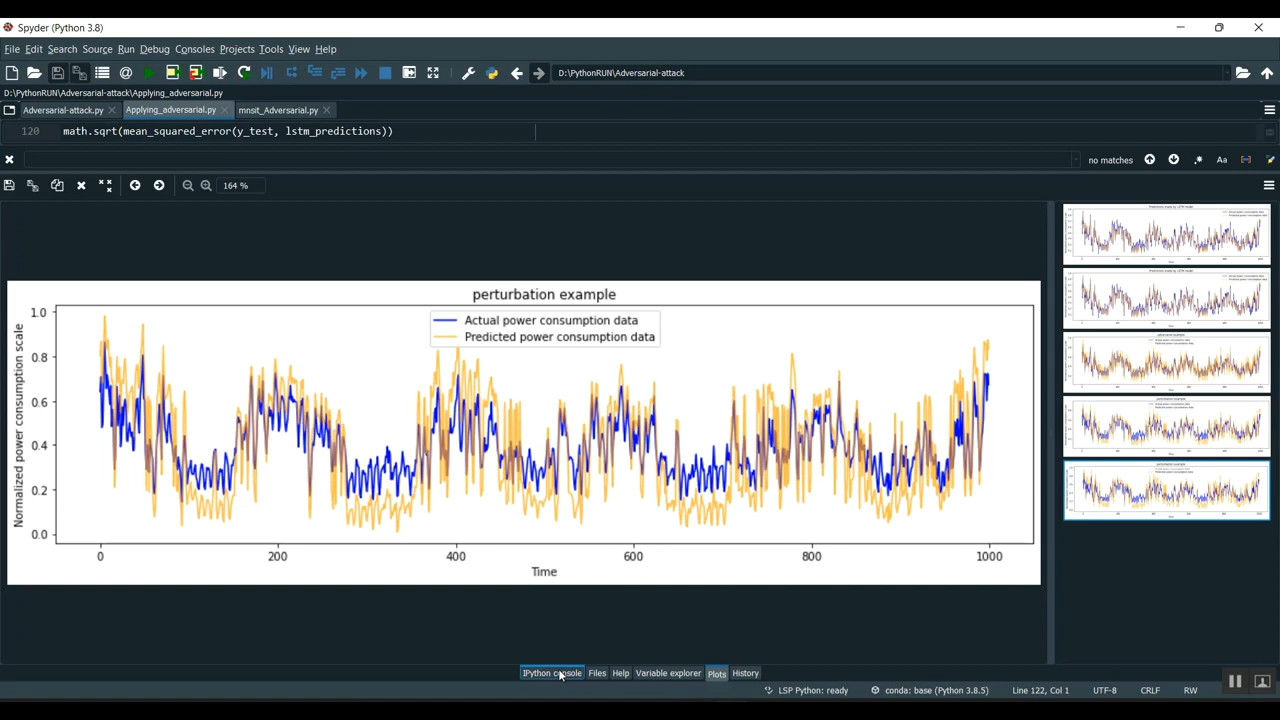 Spyder (Python 3.8)
File Edit Search Source Run Debug Consoles Projects Tools View Help
D:\PythonRUN\Adversarial-attack
D:\PythonRUN\Adversarial-attack\Applying_adversarial.py
Adversarial-attack.py Applying_adversarial.py mnsit_Adversarial.py
120 math.sqrt(mean_squared_error(y_test, lstm_predictions))
no matches Aa
164 %
perturbation example
Actual power consumption data
Predicted power consumption data
Normalized power consumption scale
1.0
0.8
0.6
0.4
0.2
0.0
0 200 400 600 800 1000
Time
IPython console Files Help Variable explorer Plots History
LSP Python: ready conda: base (Python 3.8.5) Line 122, Col 1 UTF-8 CRLF RW